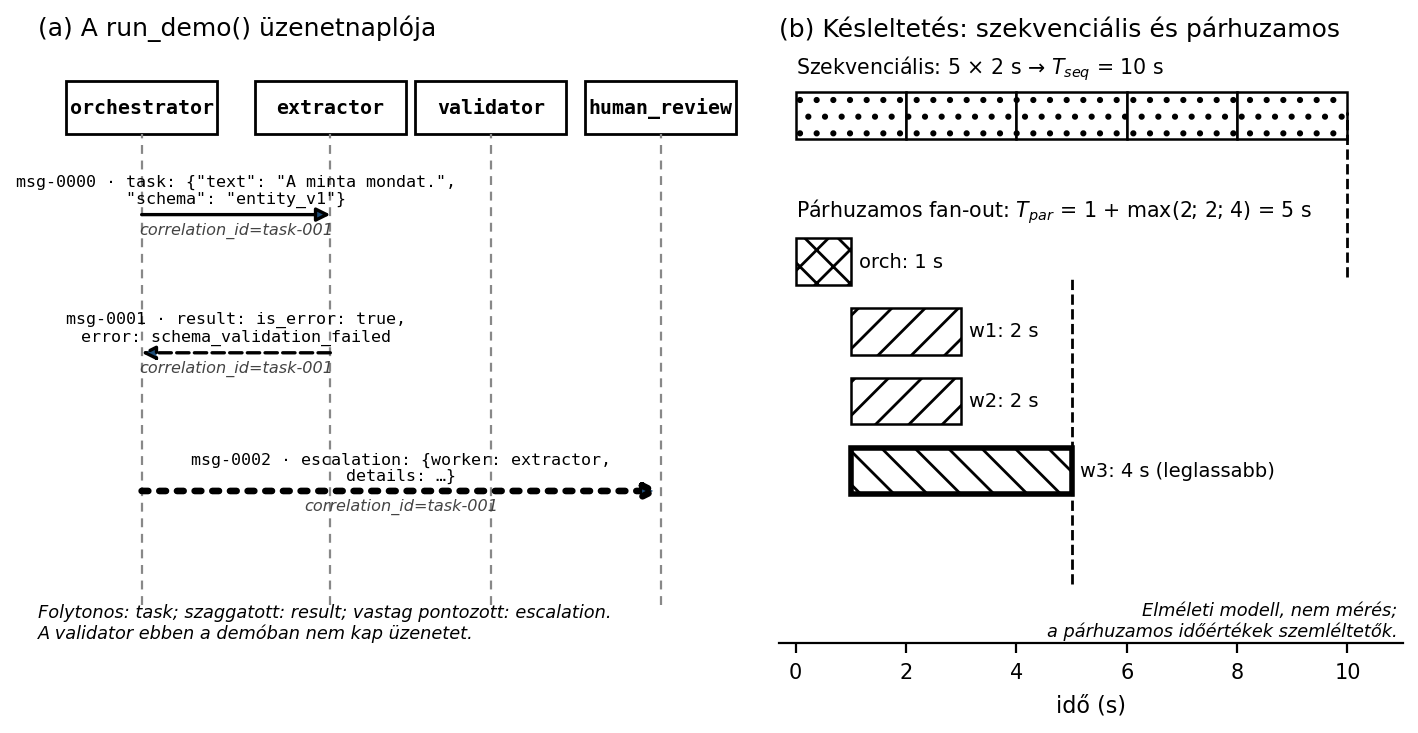 (a) A run_demo() üzenetnaplója
orchestrator
extractor
validator
human_review
msg-0000 · task: {"text": "A minta mondat.",
"schema": "entity_v1"}
correlation_id=task-001
msg-0001 · result: is_error: true,
error: schema_validation_failed
correlation_id=task-001
msg-0002 · escalation: {worker: extractor,
details: …}
correlation_id=task-001
Folytonos: task; szaggatott: result; vastag pontozott: escalation.
A validator ebben a demóban nem kap üzenetet.
(b) Késleltetés: szekvenciális és párhuzamos
Szekvenciális: 5 × 2 s → T_seq = 10 s
Párhuzamos fan-out: T_par = 1 + max(2; 2; 4) = 5 s
orch: 1 s
w1: 2 s
w2: 2 s
w3: 4 s (leglassabb)
Elméleti modell, nem mérés;
a párhuzamos időértékek szemléltetők.
0 2 4 6 8 10
idő (s)